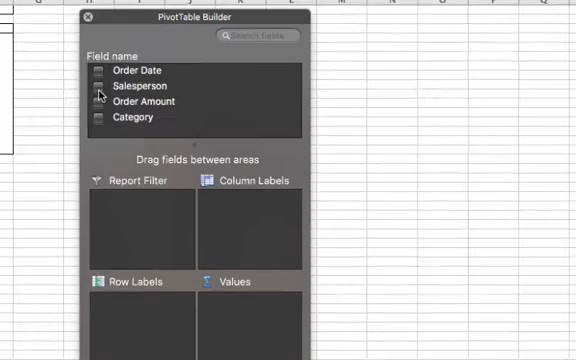 PivotTable Builder
Search fields
Field name
Order Date
Salesperson
Order Amount
Category
Drag fields between areas
Report Filter
Column Labels
Row Labels
Values